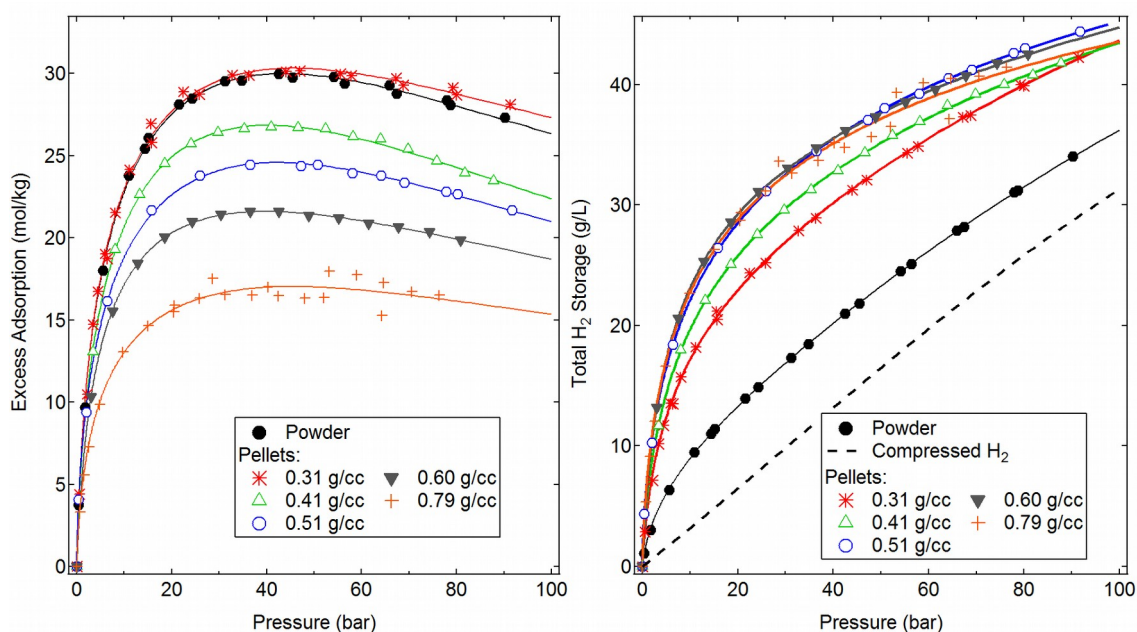 Excess Adsorption (mol/kg)
30
25
20
15
10
5
0
Powder
Pellets:
0.31 g/cc
0.60 g/cc
0.41 g/cc
0.79 g/cc
0.51 g/cc
0
20
40
60
80
100
Pressure (bar)
Total H₂ Storage (g/L)
40
30
20
10
0
Powder
Compressed H₂
Pellets:
0.31 g/cc
0.60 g/cc
0.41 g/cc
0.79 g/cc
0.51 g/cc
0
20
40
60
80
100
Pressure (bar)